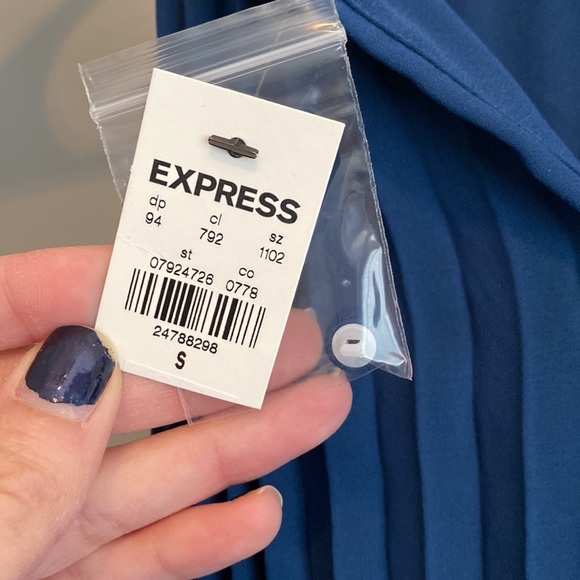 EXPRESS
dp cl sz
94 792 1102
st co
07924726 0778
24788298
S